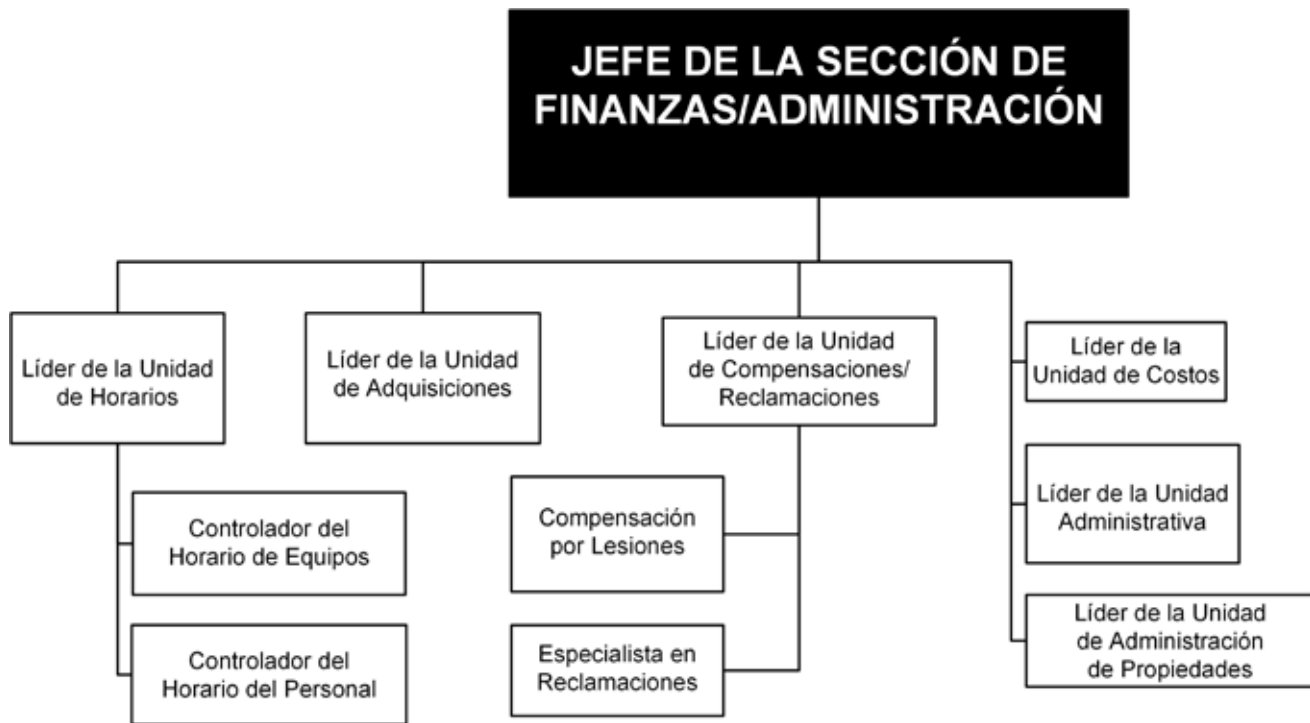 JEFE DE LA SECCIÓN DE
FINANZAS/ADMINISTRACIÓN
Líder de la Unidad
de Horarios
Líder de la Unidad
de Adquisiciones
Líder de la Unidad
de Compensaciones/
Reclamaciones
Líder de la
Unidad de Costos
Controlador del
Horario de Equipos
Compensación
por Lesiones
Líder de la Unidad
Administrativa
Controlador del
Horario del Personal
Especialista en
Reclamaciones
Líder de la Unidad
de Administración
de Propiedades